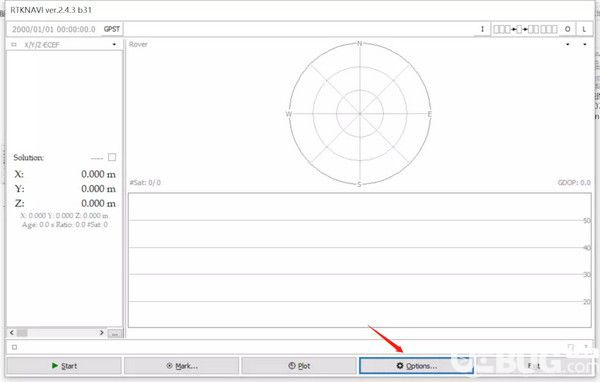 RTKNAVI ver.2.4.3 b31
2000/01/01 00:00:00.0 GPST I O L
X/Y/Z-ECEF
Rover
N
W E
S
Solution: ----
X: 0.000 m
Y: 0.000 m
Z: 0.000 m
X: 0.000 Y: 0.000 Z: 0.000 m
Age: 0.0 s Ratio: 0.0 #Sat: 0
#Sat: 0/0 GDOP: 0.0
50
40
30
20
...
Start Mark... Plot Options...